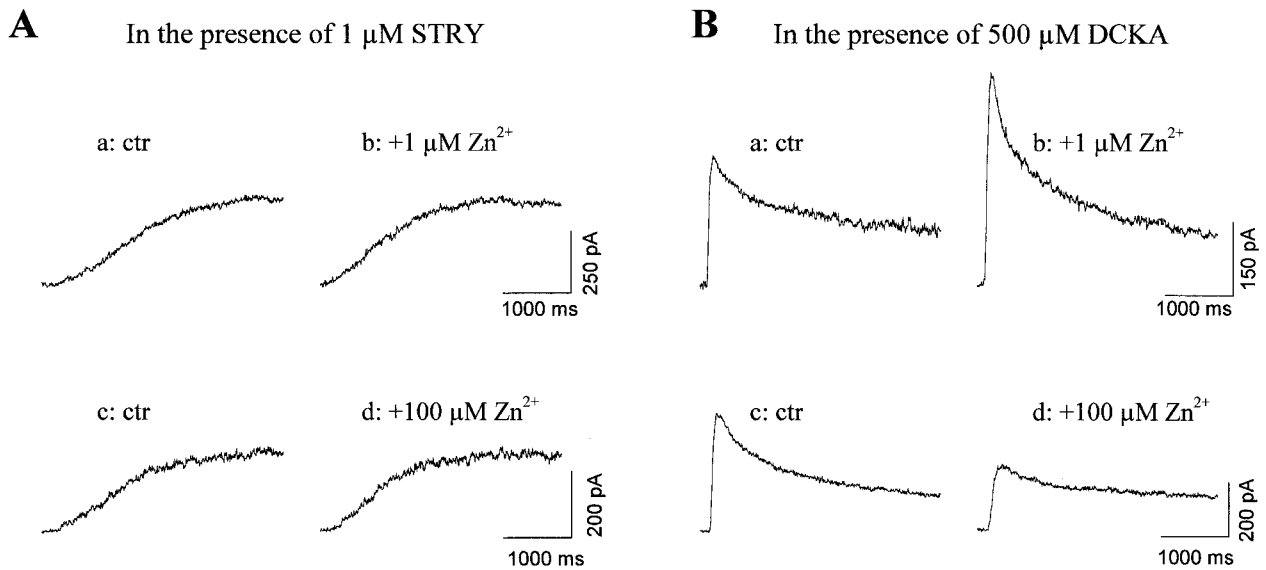 A
In the presence of 1 µM STRY
a: ctr
b: +1 µM Zn²⁺
250 pA
1000 ms
c: ctr
d: +100 µM Zn²⁺
200 pA
1000 ms
B
In the presence of 500 µM DCKA
a: ctr
b: +1 µM Zn²⁺
150 pA
1000 ms
c: ctr
d: +100 µM Zn²⁺
200 pA
1000 ms